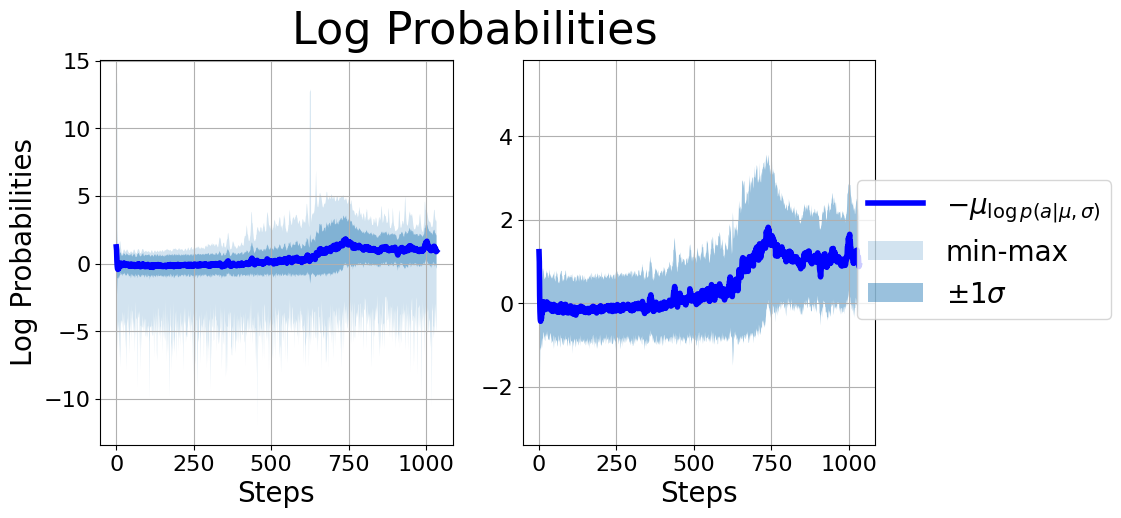 Log Probabilities
Log Probabilities
15
10
5
0
−5
−10
0 250 500 750 1000
Steps
4
2
0
−2
0 250 500 750 1000
Steps
−μ_{log p(a|μ, σ)}
min-max
±1σ